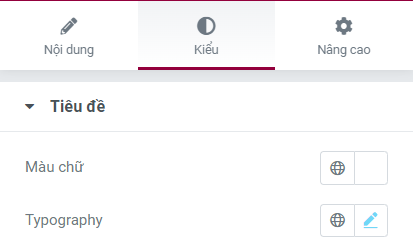 Nội dung Kiểu Nâng cao
Tiêu đề
Màu chữ
Typography